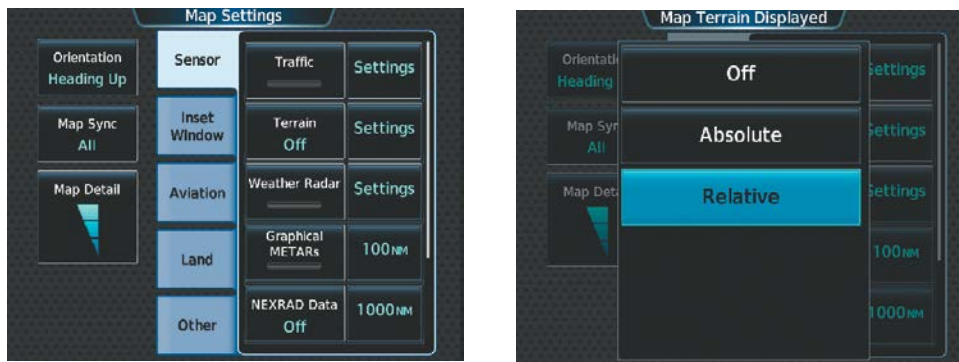 Map Settings
Orientation
Heading Up
Map Sync
All
Map Detail
Sensor
Inset
Window
Aviation
Land
Other
Traffic
Settings
Terrain
Off
Settings
Weather Radar
Settings
Graphical
METARs
100NM
NEXRAD Data
Off
1000NM
Map Terrain Displayed
Orientati
Heading
Map Syn
All
Map Deta
Off
Absolute
Relative
Settings
Settings
Settings
100NM
1000NM